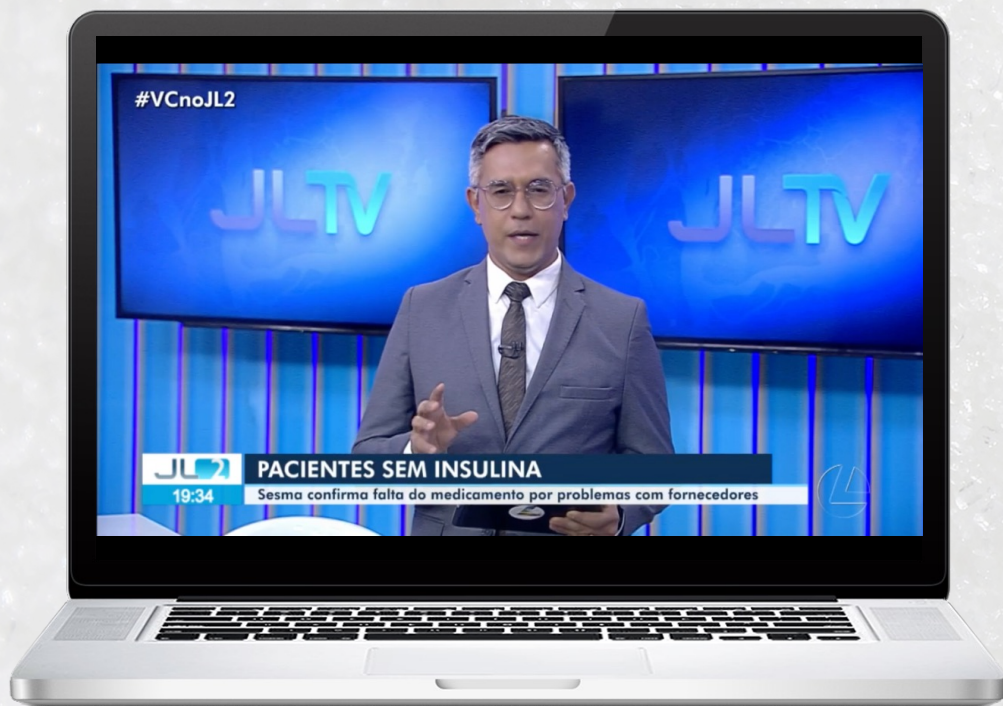 #VCnoJL2
JLTV
JLTV
JL2
PACIENTES SEM INSULINA
19:34
Sesma confirma falta do medicamento por problemas com fornecedores